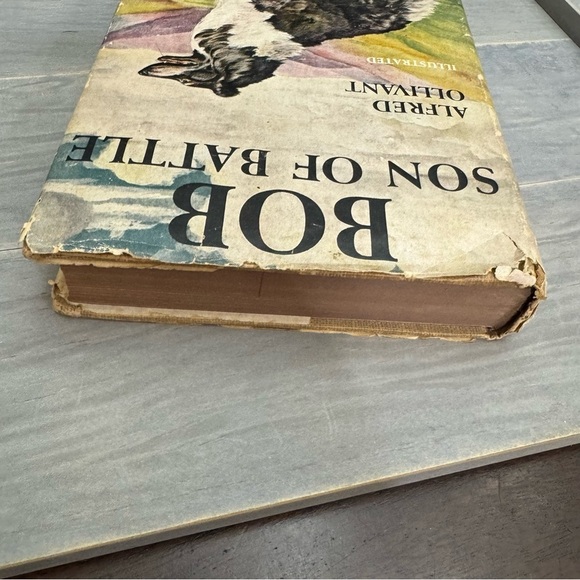 BOB
SON OF BATTLE
ALFRED
OLLIVANT
ILLUSTRATED